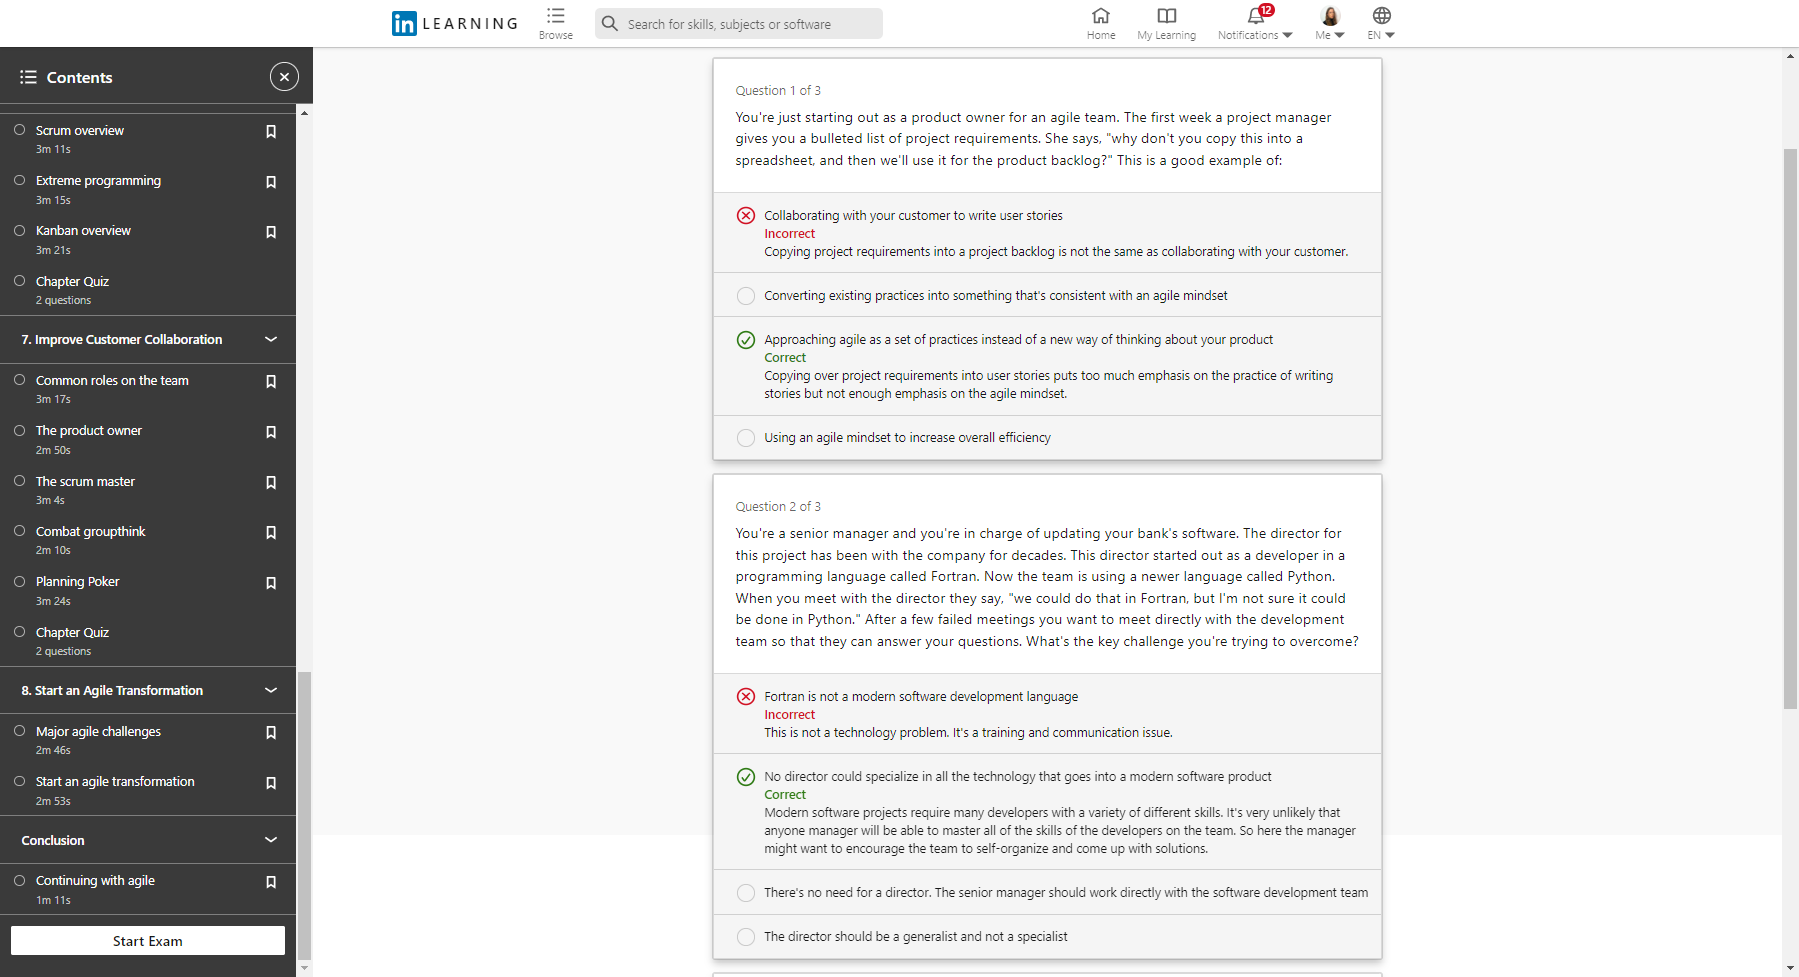 in LEARNING
Browse
Search for skills, subjects or software
Home
My Learning
12
Notifications
Me
EN
Contents
Scrum overview
3m 11s
Extreme programming
3m 15s
Kanban overview
3m 21s
Chapter Quiz
2 questions
7. Improve Customer Collaboration
Common roles on the team
3m 17s
The product owner
2m 50s
The scrum master
3m 4s
Combat groupthink
2m 10s
Planning Poker
3m 24s
Chapter Quiz
2 questions
8. Start an Agile Transformation
Major agile challenges
2m 46s
Start an agile transformation
2m 53s
Conclusion
Continuing with agile
1m 11s
Start Exam
Question 1 of 3
You're just starting out as a product owner for an agile team. The first week a project manager
gives you a bulleted list of project requirements. She says, "why don't you copy this into a
spreadsheet, and then we'll use it for the product backlog?" This is a good example of:
Collaborating with your customer to write user stories
Incorrect
Copying project requirements into a project backlog is not the same as collaborating with your customer.
Converting existing practices into something that's consistent with an agile mindset
Approaching agile as a set of practices instead of a new way of thinking about your product
Correct
Copying over project requirements into user stories puts too much emphasis on the practice of writing
stories but not enough emphasis on the agile mindset.
Using an agile mindset to increase overall efficiency
Question 2 of 3
You're a senior manager and you're in charge of updating your bank's software. The director for
this project has been with the company for decades. This director started out as a developer in a
programming language called Fortran. Now the team is using a newer language called Python.
When you meet with the director they say, "we could do that in Fortran, but I'm not sure it could
be done in Python." After a few failed meetings you want to meet directly with the development
team so that they can answer your questions. What's the key challenge you're trying to overcome?
Fortran is not a modern software development language
Incorrect
This is not a technology problem. It's a training and communication issue.
No director could specialize in all the technology that goes into a modern software product
Correct
Modern software projects require many developers with a variety of different skills. It's very unlikely that
anyone manager will be able to master all of the skills of the developers on the team. So here the manager
might want to encourage the team to self-organize and come up with solutions.
There's no need for a director. The senior manager should work directly with the software development team
The director should be a generalist and not a specialist